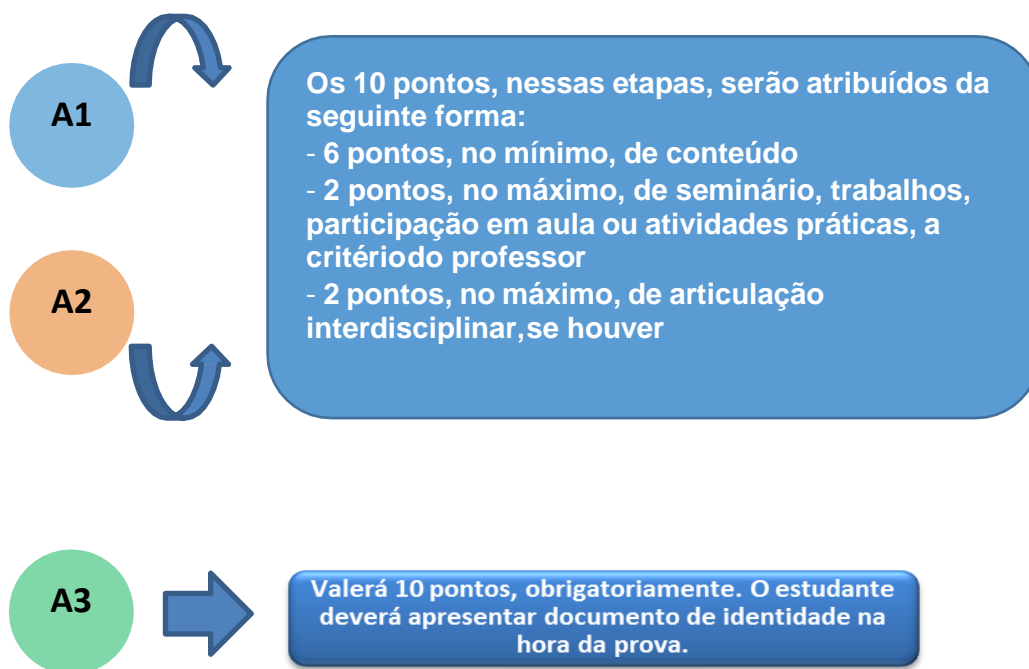 A1
Os 10 pontos, nessas etapas, serão atribuídos da
seguinte forma:
- 6 pontos, no mínimo, de conteúdo
- 2 pontos, no máximo, de seminário, trabalhos,
participação em aula ou atividades práticas, a
critériodo professor
- 2 pontos, no máximo, de articulação
interdisciplinar,se houver
A2
A3
Valerá 10 pontos, obrigatoriamente. O estudante
deverá apresentar documento de identidade na
hora da prova.